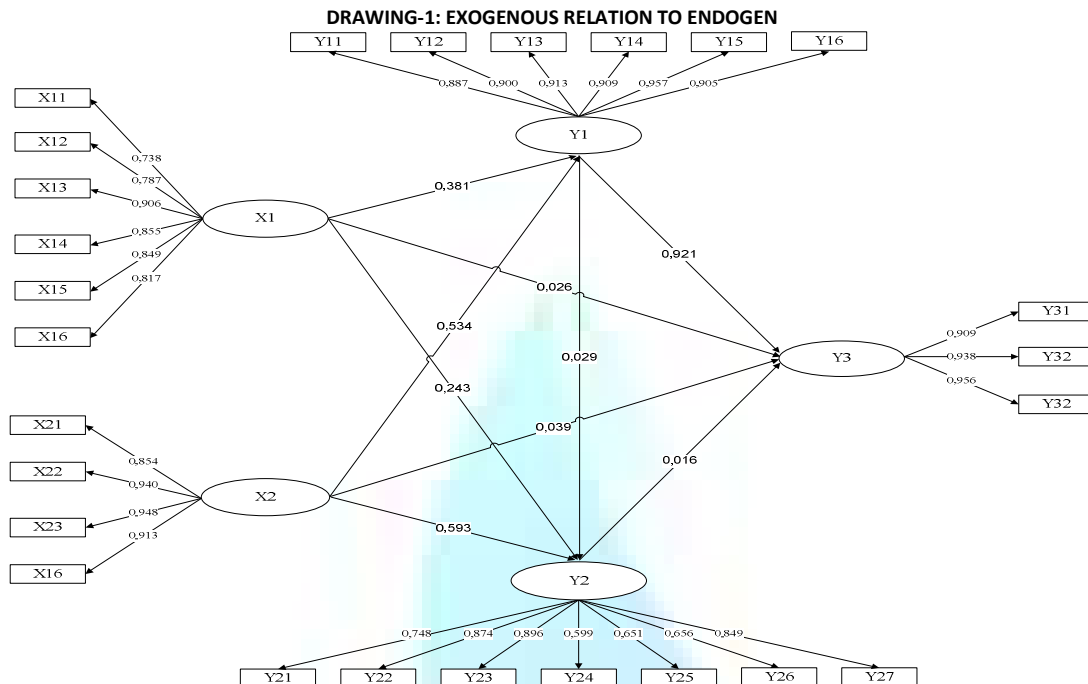 DRAWING-1: EXOGENOUS RELATION TO ENDOGEN
Y11 Y12 Y13 Y14 Y15 Y16
0,887 0,900 0,913 0,909 0,957 0,905
Y1
X11
X12
X13
X14
X15
X16
0,738
0,787
0,906
0,855
0,849
0,817
X1
0,381
0,921
0,026
0,534
0,029
0,243
0,039
0,016
0,593
Y3
0,909
0,938
0,956
Y31
Y32
Y32
X21
X22
X23
X16
0,854
0,940
0,948
0,913
X2
Y2
0,748 0,874 0,896 0,599 0,651 0,656 0,849
Y21 Y22 Y23 Y24 Y25 Y26 Y27